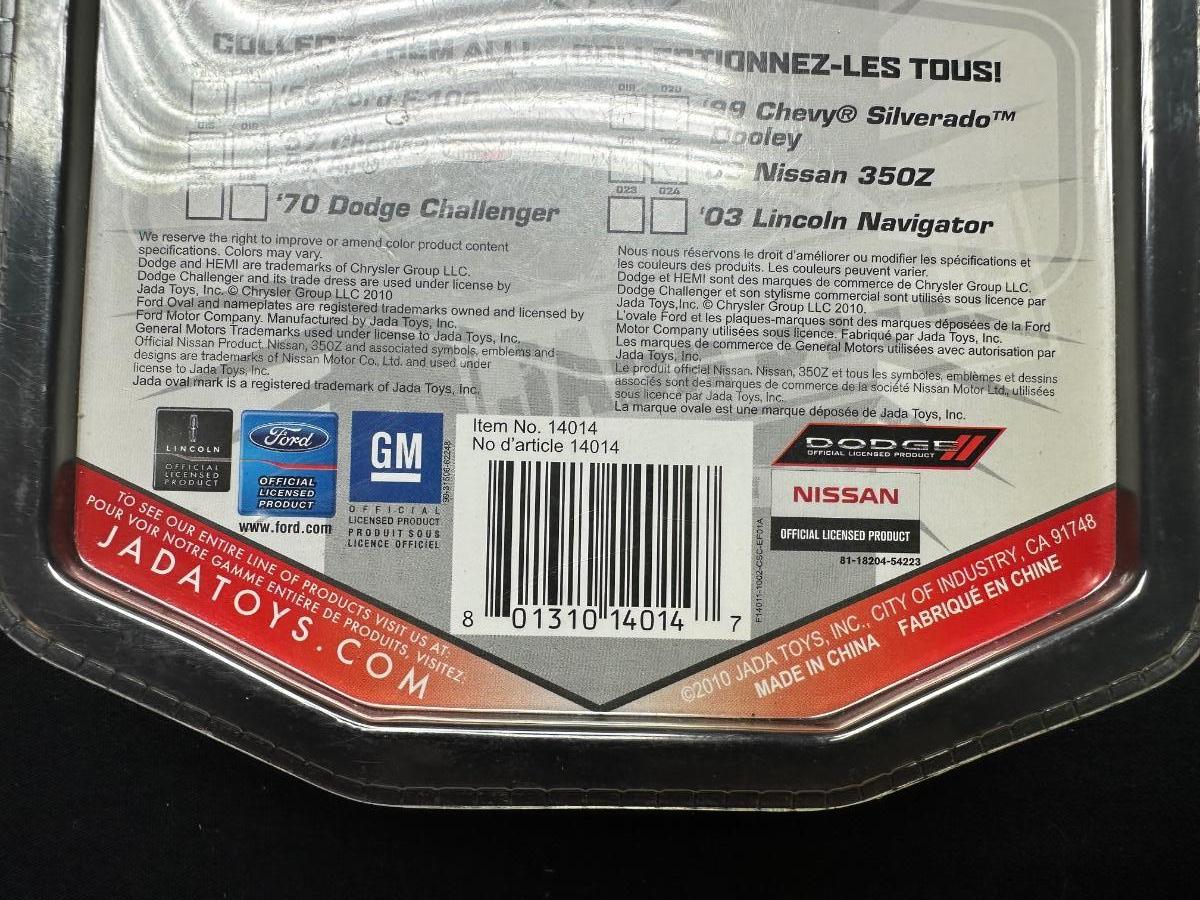 COLLECT THEM ALL! COLLECTIONNEZ-LES TOUS!
'56 Ford F-100
019 020
'99 Chevy® Silverado™
Dooley
Nissan 350Z
'70 Dodge Challenger
023 024
'03 Lincoln Navigator
We reserve the right to improve or amend color product content
specifications. Colors may vary.
Dodge and HEMI are trademarks of Chrysler Group LLC.
Dodge Challenger and its trade dress are used under license by
Jada Toys, Inc. © Chrysler Group LLC 2010
Ford Oval and nameplates are registered trademarks owned and licensed by
Ford Motor Company. Manufactured by Jada Toys, Inc.
General Motors Trademarks used under license to Jada Toys, Inc.
Official Nissan Product. Nissan, 350Z and associated symbols, emblems and
designs are trademarks of Nissan Motor Co., Ltd. and used under
license to Jada Toys, Inc.
Jada oval mark is a registered trademark of Jada Toys, Inc.
Nous nous réservons le droit d'améliorer ou modifier les spécifications et
les couleurs des produits. Les couleurs peuvent varier.
Dodge et HEMI sont des marques de commerce de Chrysler Group LLC.
Dodge Challenger et son stylisme commercial sont utilisés sous licence par
Jada Toys,Inc. © Chrysler Group LLC 2010.
L'ovale Ford et les plaques-marques sont des marques déposées de la Ford
Motor Company utilisées sous licence. Fabriqué par Jada Toys, Inc.
Les marques de commerce de General Motors utilisées avec autorisation par
Jada Toys, Inc.
Le produit officiel Nissan. Nissan, 350Z et tous les symboles, emblèmes et dessins
associés sont des marques de commerce de la société Nissan Motor Ltd., utilisées
sous licence par Jada Toys, Inc.
La marque ovale est une marque déposée de Jada Toys, Inc.
LINCOLN
OFFICIAL
LICENSED
PRODUCT
Ford
OFFICIAL
LICENSED
PRODUCT
www.ford.com
GM
OFFICIAL
LICENSED PRODUCT
PRODUIT SOUS
LICENCE OFFICIEL
99-31506-62248
Item No. 14014
No d'article 14014
8 01310 14014 7
E14011-1002-CSC-EF01A
DODGE
OFFICIAL LICENSED PRODUCT
NISSAN
OFFICIAL LICENSED PRODUCT
81-18204-54223
TO SEE OUR ENTIRE LINE OF PRODUCTS VISIT US AT:
POUR VOIR NOTRE GAMME ENTIÈRE DE PRODUITS, VISITEZ:
JADATOYS.COM
©2010 JADA TOYS, INC., CITY OF INDUSTRY, CA 91748
MADE IN CHINA FABRIQUÉ EN CHINE